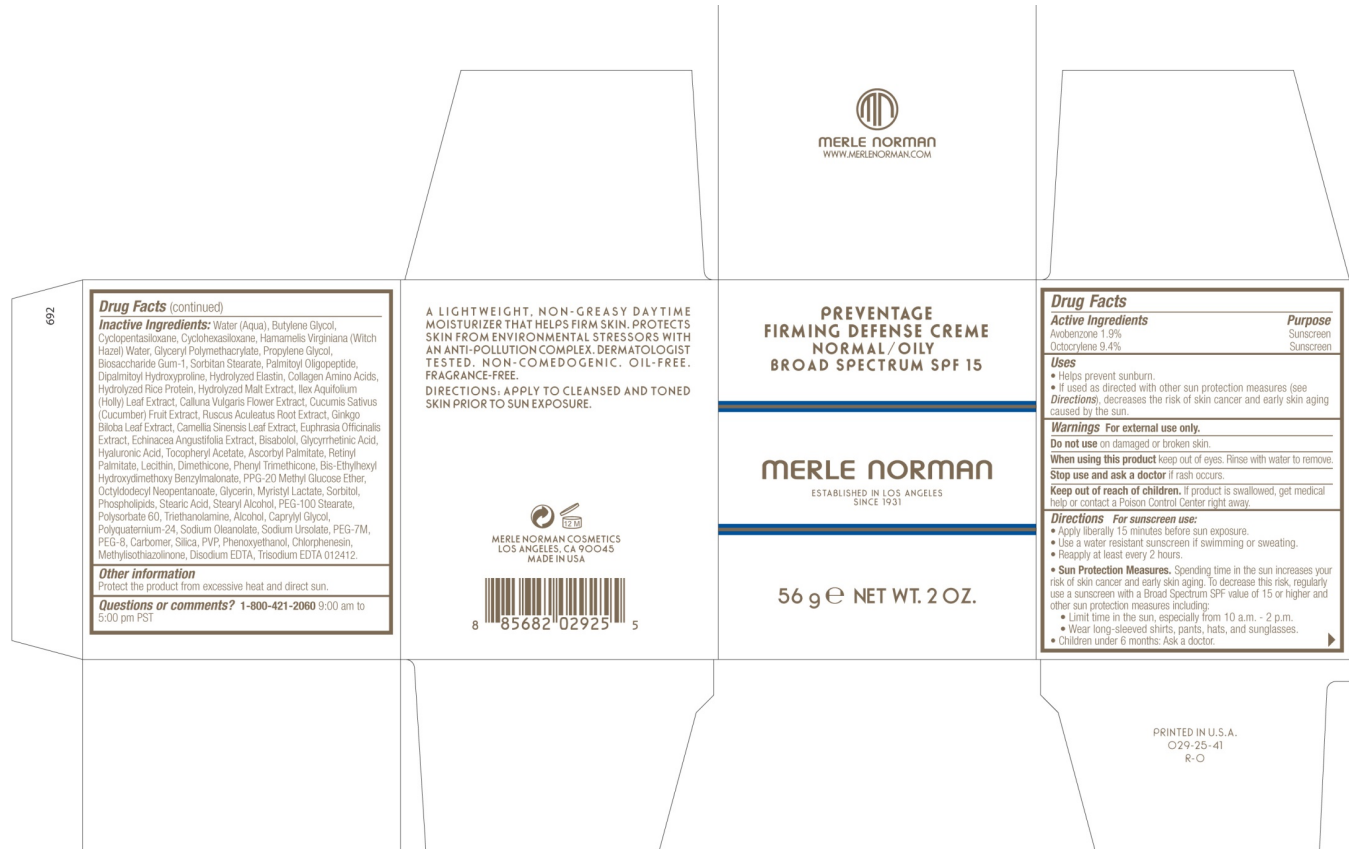 MERLE NORMAN
WWW.MERLENORMAN.COM
692
Drug Facts (continued)
Inactive Ingredients: Water (Aqua), Butylene Glycol,
Cyclopentasiloxane, Cyclohexasiloxane, Hamamelis Virginiana (Witch
Hazel) Water, Glyceryl Polymethacrylate, Propylene Glycol,
Biosaccharide Gum-1, Sorbitan Stearate, Palmitoyl Oligopeptide,
Dipalmitoyl Hydroxyproline, Hydrolyzed Elastin, Collagen Amino Acids,
Hydrolyzed Rice Protein, Hydrolyzed Malt Extract, Ilex Aquifolium
(Holly) Leaf Extract, Calluna Vulgaris Flower Extract, Cucumis Sativus
(Cucumber) Fruit Extract, Ruscus Aculeatus Root Extract, Ginkgo
Biloba Leaf Extract, Camellia Sinensis Leaf Extract, Euphrasia Officinalis
Extract, Echinacea Angustifolia Extract, Bisabolol, Glycyrrhetinic Acid,
Hyaluronic Acid, Tocopheryl Acetate, Ascorbyl Palmitate, Retinyl
Palmitate, Lecithin, Dimethicone, Phenyl Trimethicone, Bis-Ethylhexyl
Hydroxydimethoxy Benzylmalonate, PPG-20 Methyl Glucose Ether,
Octyldodecyl Neopentanoate, Glycerin, Myristyl Lactate, Sorbitol,
Phospholipids, Stearic Acid, Stearyl Alcohol, PEG-100 Stearate,
Polysorbate 60, Triethanolamine, Alcohol, Caprylyl Glycol,
Polyquaternium-24, Sodium Oleanolate, Sodium Ursolate, PEG-7M,
PEG-8, Carbomer, Silica, PVP, Phenoxyethanol, Chlorphenesin,
Methylisothiazolinone, Disodium EDTA, Trisodium EDTA 012412.
Other information
Protect the product from excessive heat and direct sun.
Questions or comments? 1-800-421-2060 9:00 am to
5:00 pm PST
A LIGHTWEIGHT, NON-GREASY DAYTIME
MOISTURIZER THAT HELPS FIRM SKIN. PROTECTS
SKIN FROM ENVIRONMENTAL STRESSORS WITH
AN ANTI-POLLUTION COMPLEX. DERMATOLOGIST
TESTED. NON-COMEDOGENIC. OIL-FREE.
FRAGRANCE-FREE.
DIRECTIONS: APPLY TO CLEANSED AND TONED
SKIN PRIOR TO SUN EXPOSURE.
12 M
MERLE NORMAN COSMETICS
LOS ANGELES, CA 90045
MADE IN USA
8 85682 02925 5
PREVENTAGE
FIRMING DEFENSE CREME
NORMAL/OILY
BROAD SPECTRUM SPF 15
MERLE NORMAN
ESTABLISHED IN LOS ANGELES
SINCE 1931
56 g ℮ NET WT. 2 OZ.
Drug Facts
Active Ingredients Purpose
Avobenzone 1.9% Sunscreen
Octocrylene 9.4% Sunscreen
Uses
• Helps prevent sunburn.
• If used as directed with other sun protection measures (see
Directions), decreases the risk of skin cancer and early skin aging
caused by the sun.
Warnings For external use only.
Do not use on damaged or broken skin.
When using this product keep out of eyes. Rinse with water to remove.
Stop use and ask a doctor if rash occurs.
Keep out of reach of children. If product is swallowed, get medical
help or contact a Poison Control Center right away.
Directions For sunscreen use:
• Apply liberally 15 minutes before sun exposure.
• Use a water resistant sunscreen if swimming or sweating.
• Reapply at least every 2 hours.
• Sun Protection Measures. Spending time in the sun increases your
risk of skin cancer and early skin aging. To decrease this risk, regularly
use a sunscreen with a Broad Spectrum SPF value of 15 or higher and
other sun protection measures including:
• Limit time in the sun, especially from 10 a.m. - 2 p.m.
• Wear long-sleeved shirts, pants, hats, and sunglasses.
• Children under 6 months: Ask a doctor.
PRINTED IN U.S.A.
029-25-41
R-0